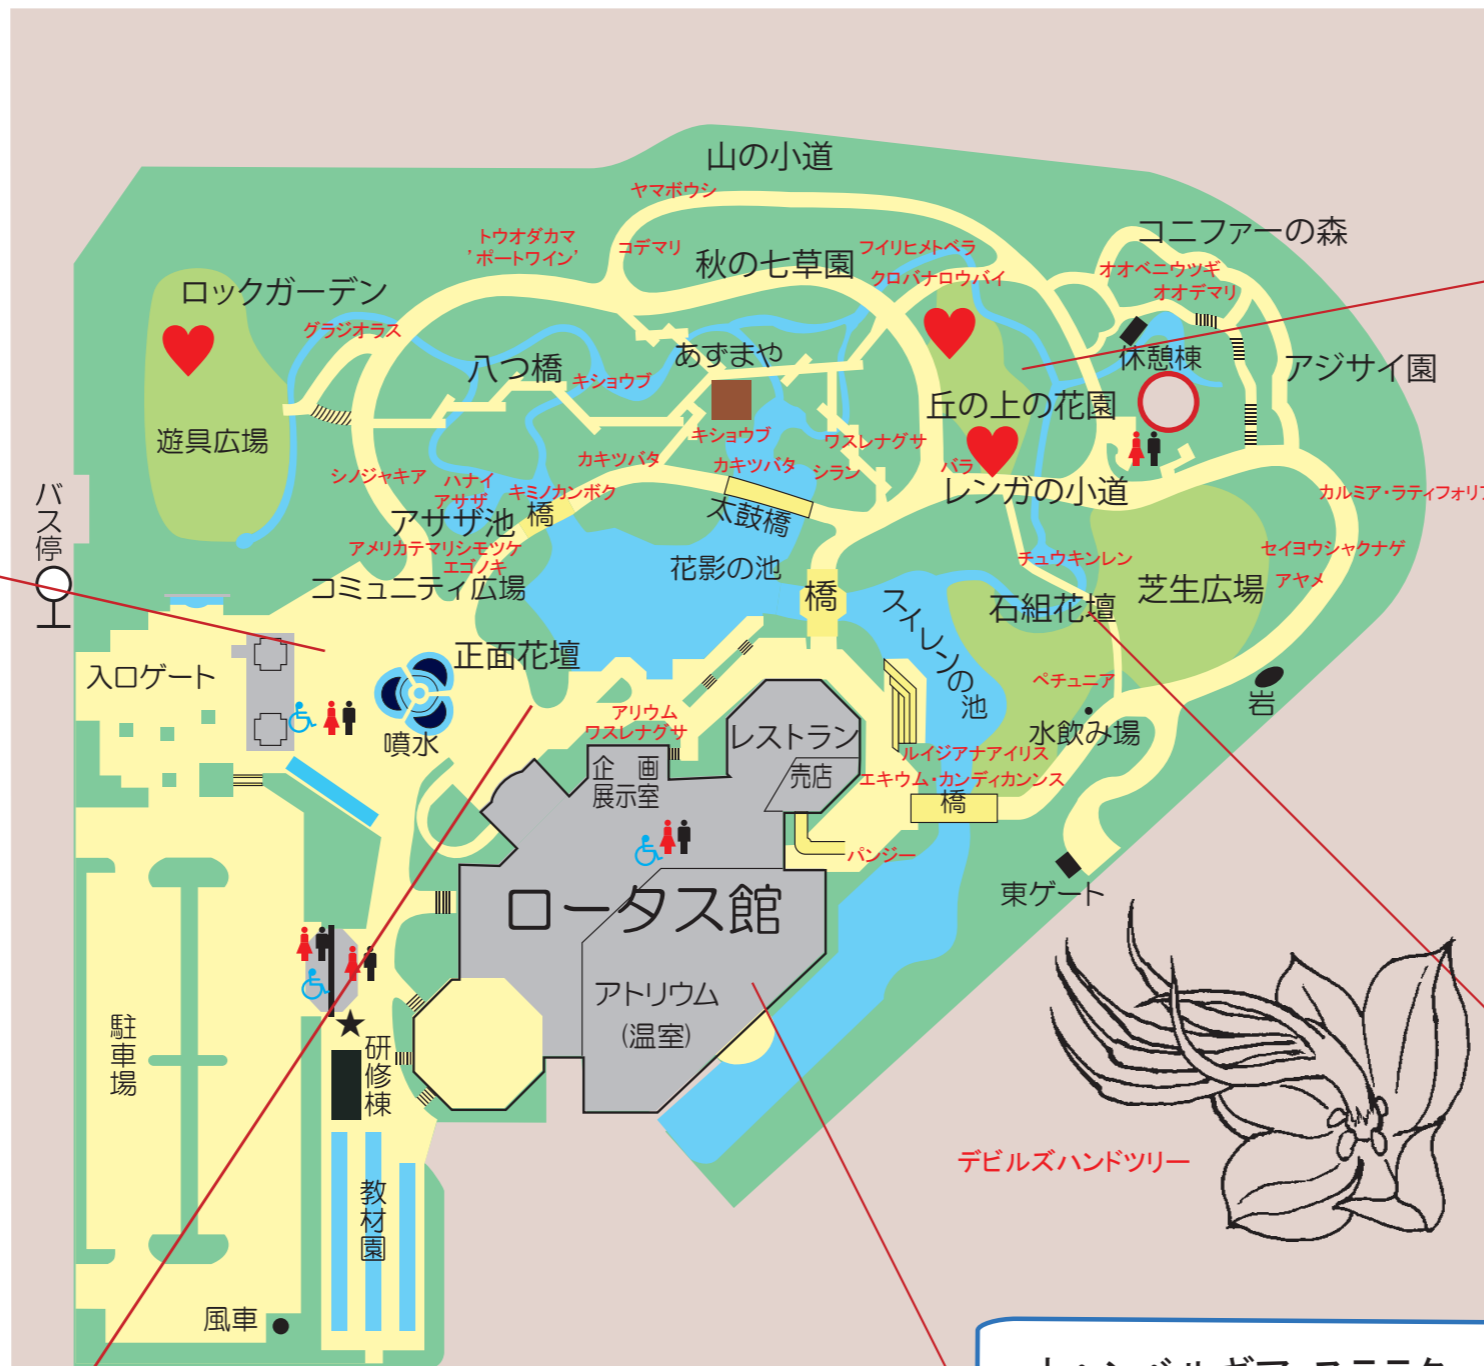 山の小道
ヤマボウシ
コニファーの森
トウオダカマ
'ポートワイン'
コデマリ
秋の七草園
フイリヒメトベラ
クロバナロウバイ
オオベニウツギ
オオデマリ
ロックガーデン
グラジオラス
あずまや
休憩棟
アジサイ園
八つ橋
キショウブ
丘の上の花園
遊具広場
キショウブ
ワスレナグサ
シノジャキア
ハナイ
アサザ
カキツバタ
カキツバタ
シラン
バラ
キミノカンボク
レンガの小道
カルミア・ラティフォリア
バス停
アサザ池
橋
太鼓橋
アメリカテマリシモツケ
エゴノキ
花影の池
チュウキンレン
セイヨウシャクナゲ
アヤメ
コミュニティ広場
橋
ストレンの池
石組花壇
芝生広場
正面花壇
入口ゲート
ペチュニア
岩
アリウム
ワスレナグサ
噴水
レストラン
水飲み場
ルイジアナアイリス
企画
展示室
売店
エキウム・カンディカンンス
橋
パンジー
東ゲート
ロータス館
アトリウム
(温室)
駐車場
★
研修棟
デビルズハンドツリー
教材園
風車